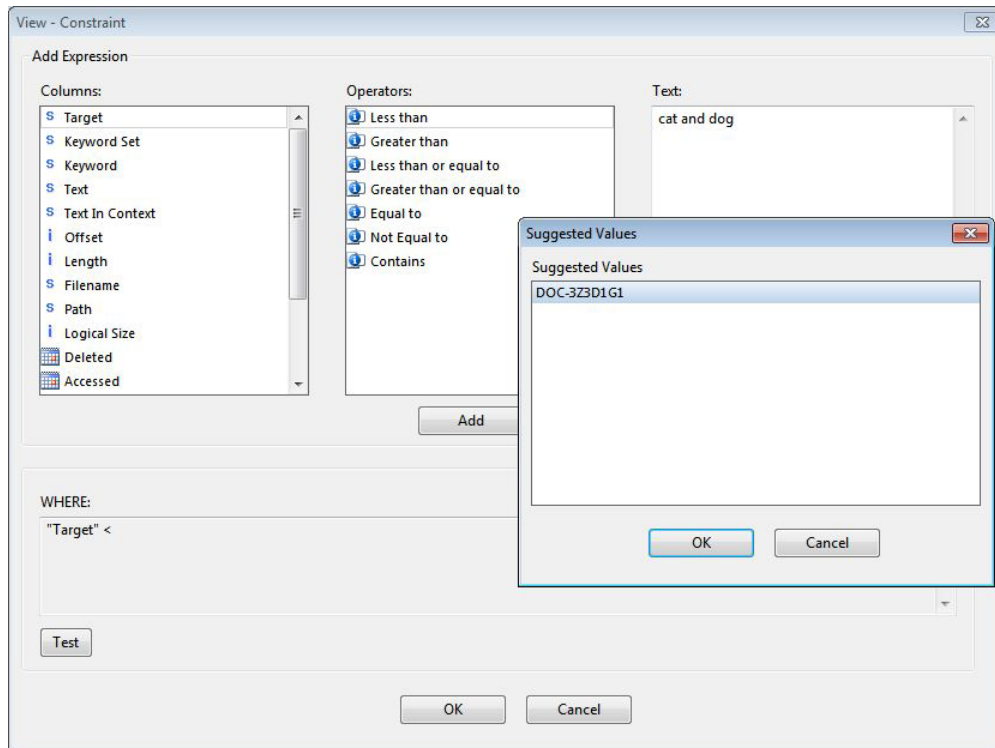 View - Constraint
Add Expression
Columns:
Operators:
Text:
S Target
S Keyword Set
S Keyword
S Text
S Text In Context
i Offset
i Length
S Filename
S Path
i Logical Size
Deleted
Accessed
Less than
Greater than
Less than or equal to
Greater than or equal to
Equal to
Not Equal to
Contains
cat and dog
Add
Suggested Values
Suggested Values
DOC-3Z3D1G1
OK
Cancel
WHERE:
"Target" <
Test
OK
Cancel